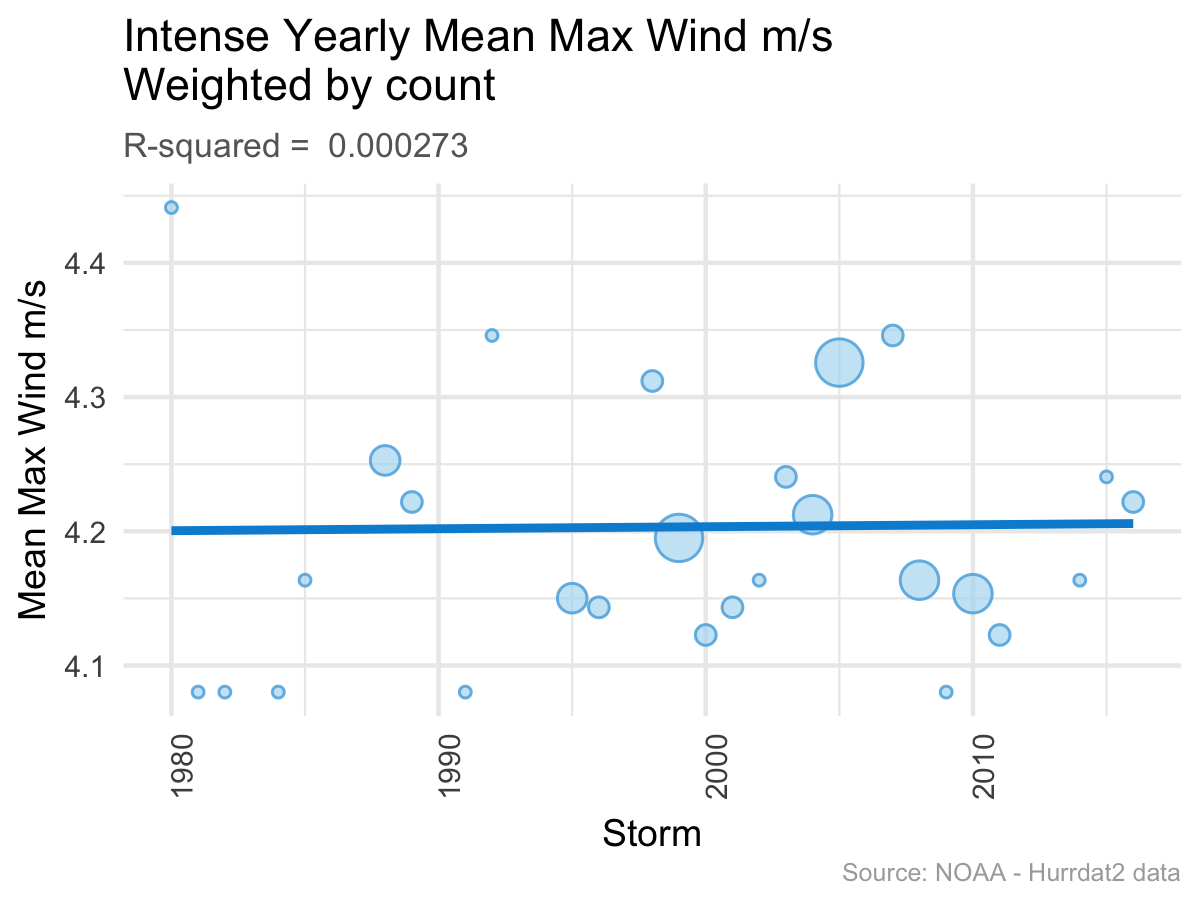 Intense Yearly Mean Max Wind m/s
Weighted by count
R-squared =  0.000273
Mean Max Wind m/s
4.4
4.3
4.2
4.1
1980
1990
2000
2010
Storm
Source: NOAA - Hurrdat2 data